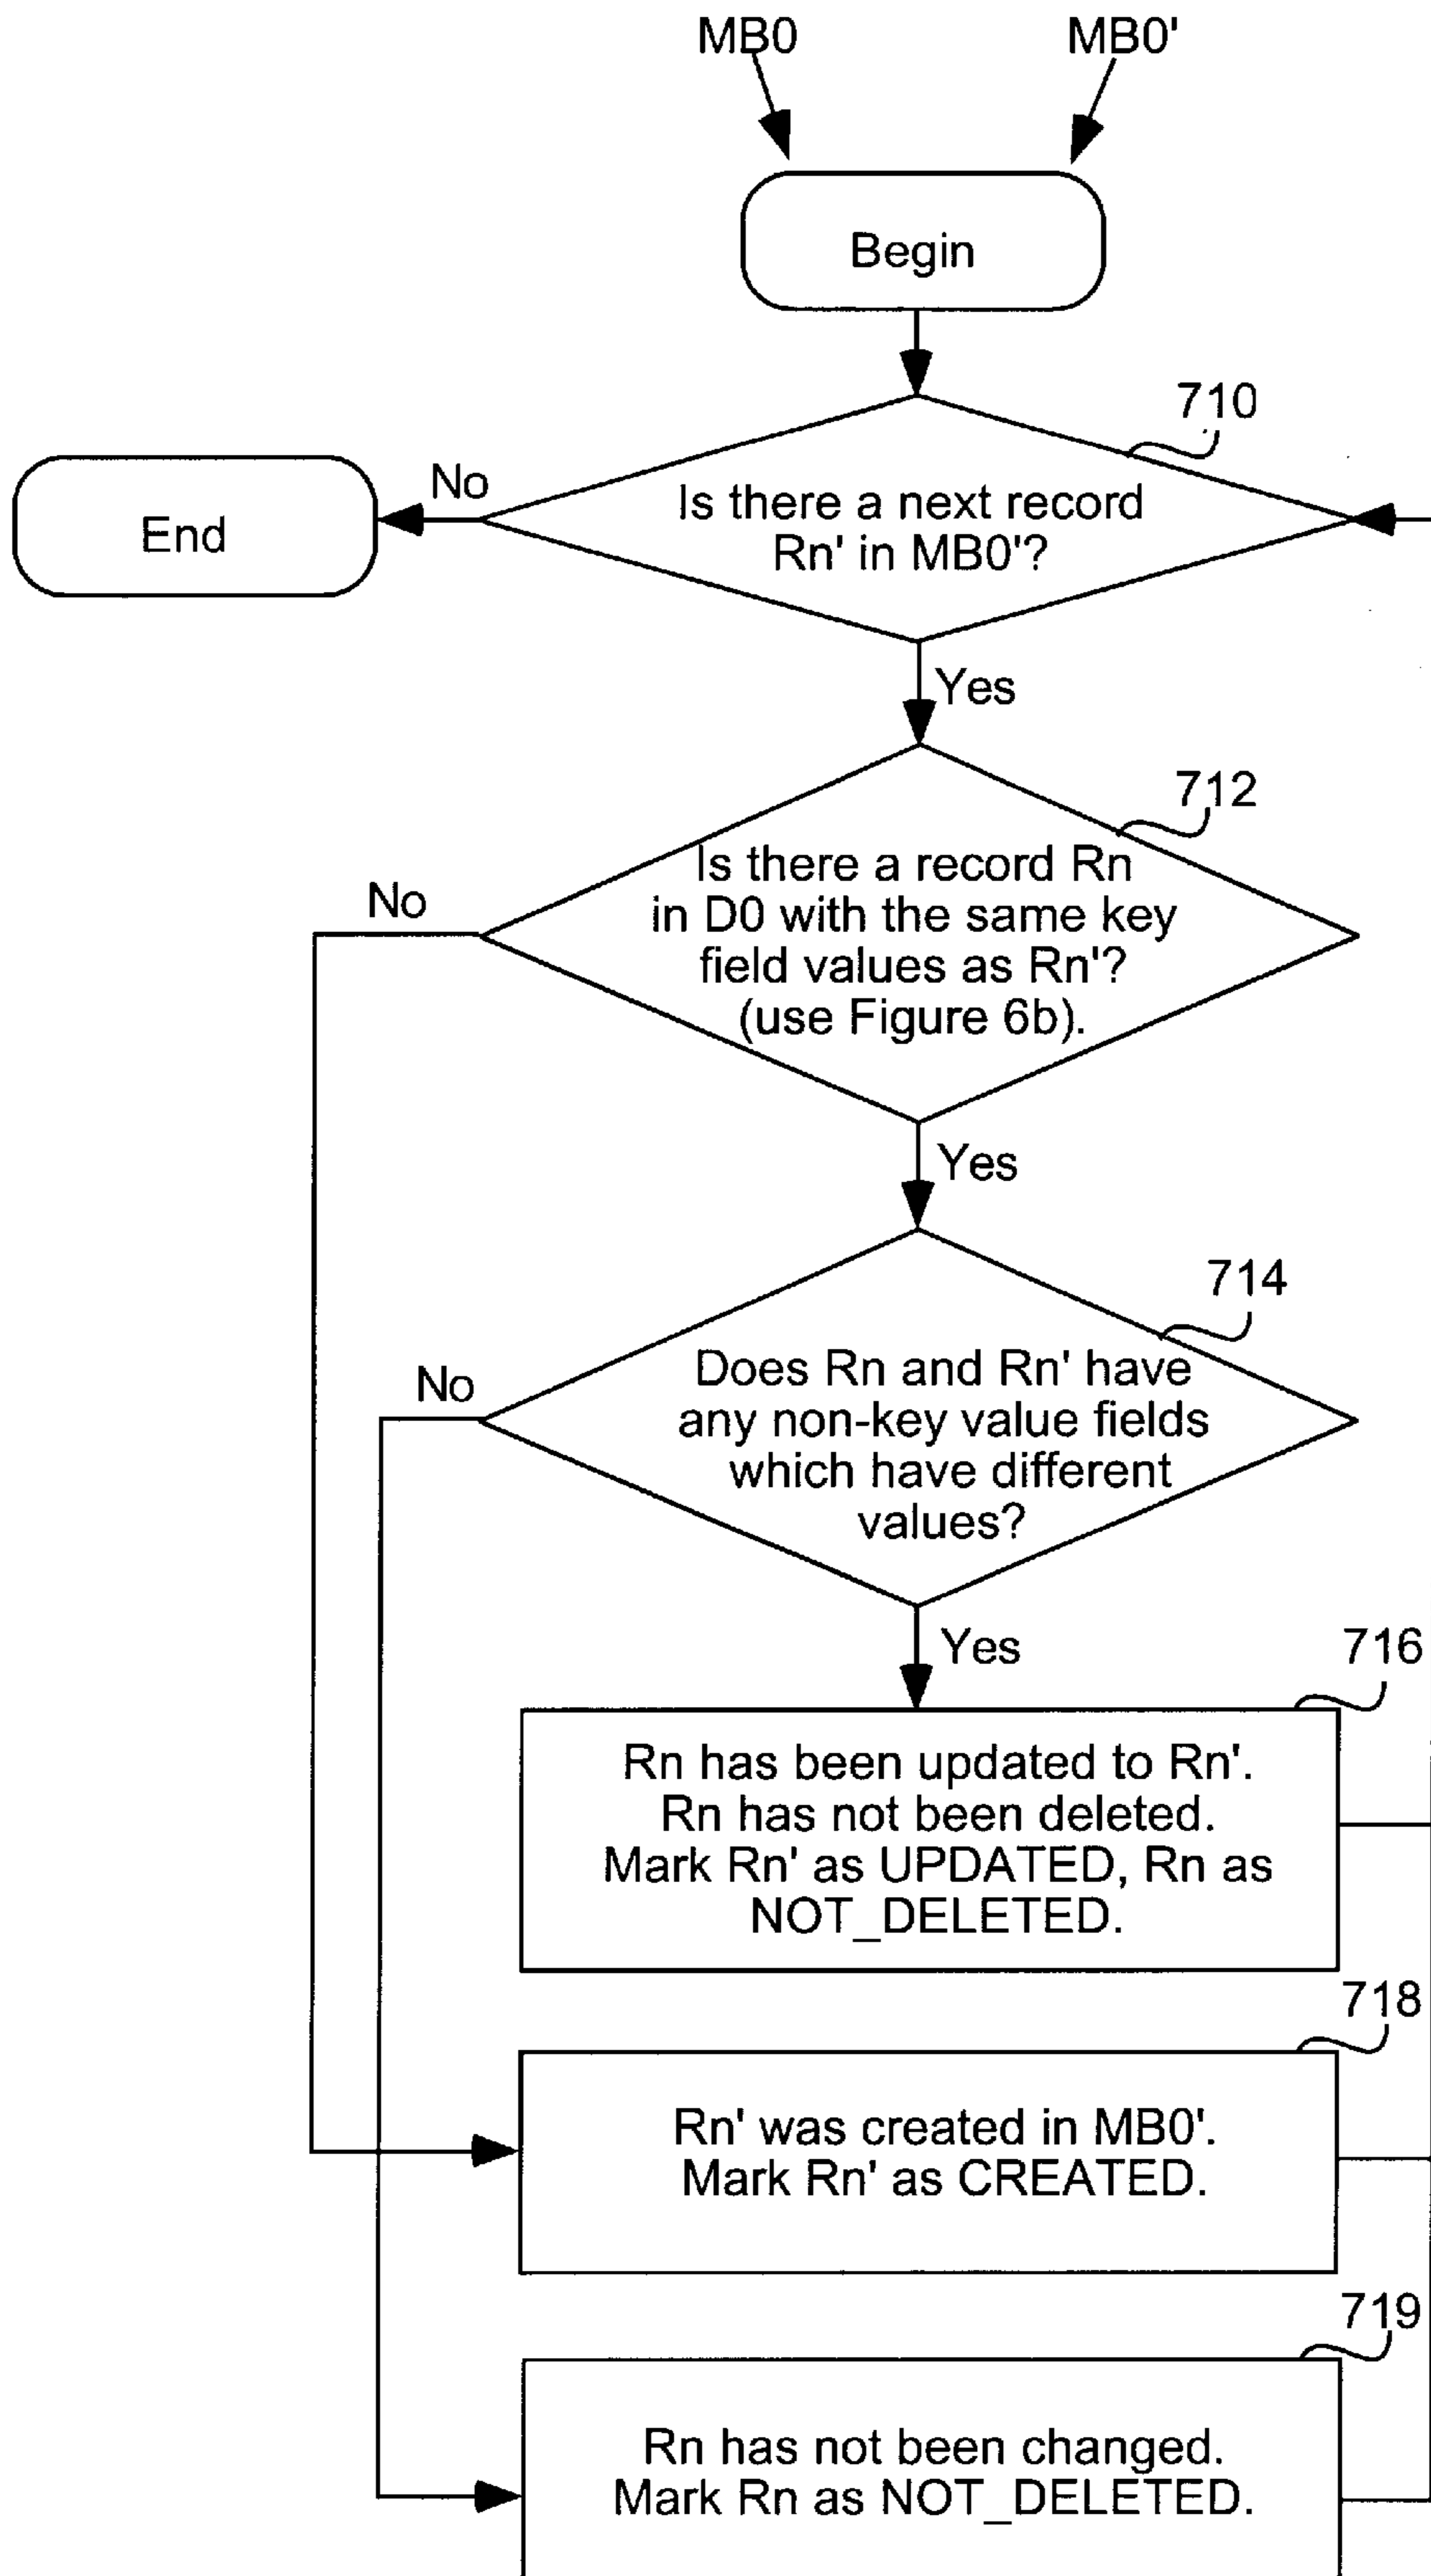 MB0
MB0'
Begin
710
Is there a next record
Rn' in MB0'?
No
End
Yes
712
Is there a record Rn
in D0 with the same key
field values as Rn'?
(use Figure 6b).
No
Yes
714
Does Rn and Rn' have
any non-key value fields
which have different
values?
No
Yes
716
Rn has been updated to Rn'.
Rn has not been deleted.
Mark Rn' as UPDATED, Rn as
NOT_DELETED.
718
Rn' was created in MB0'.
Mark Rn' as CREATED.
719
Rn has not been changed.
Mark Rn as NOT_DELETED.